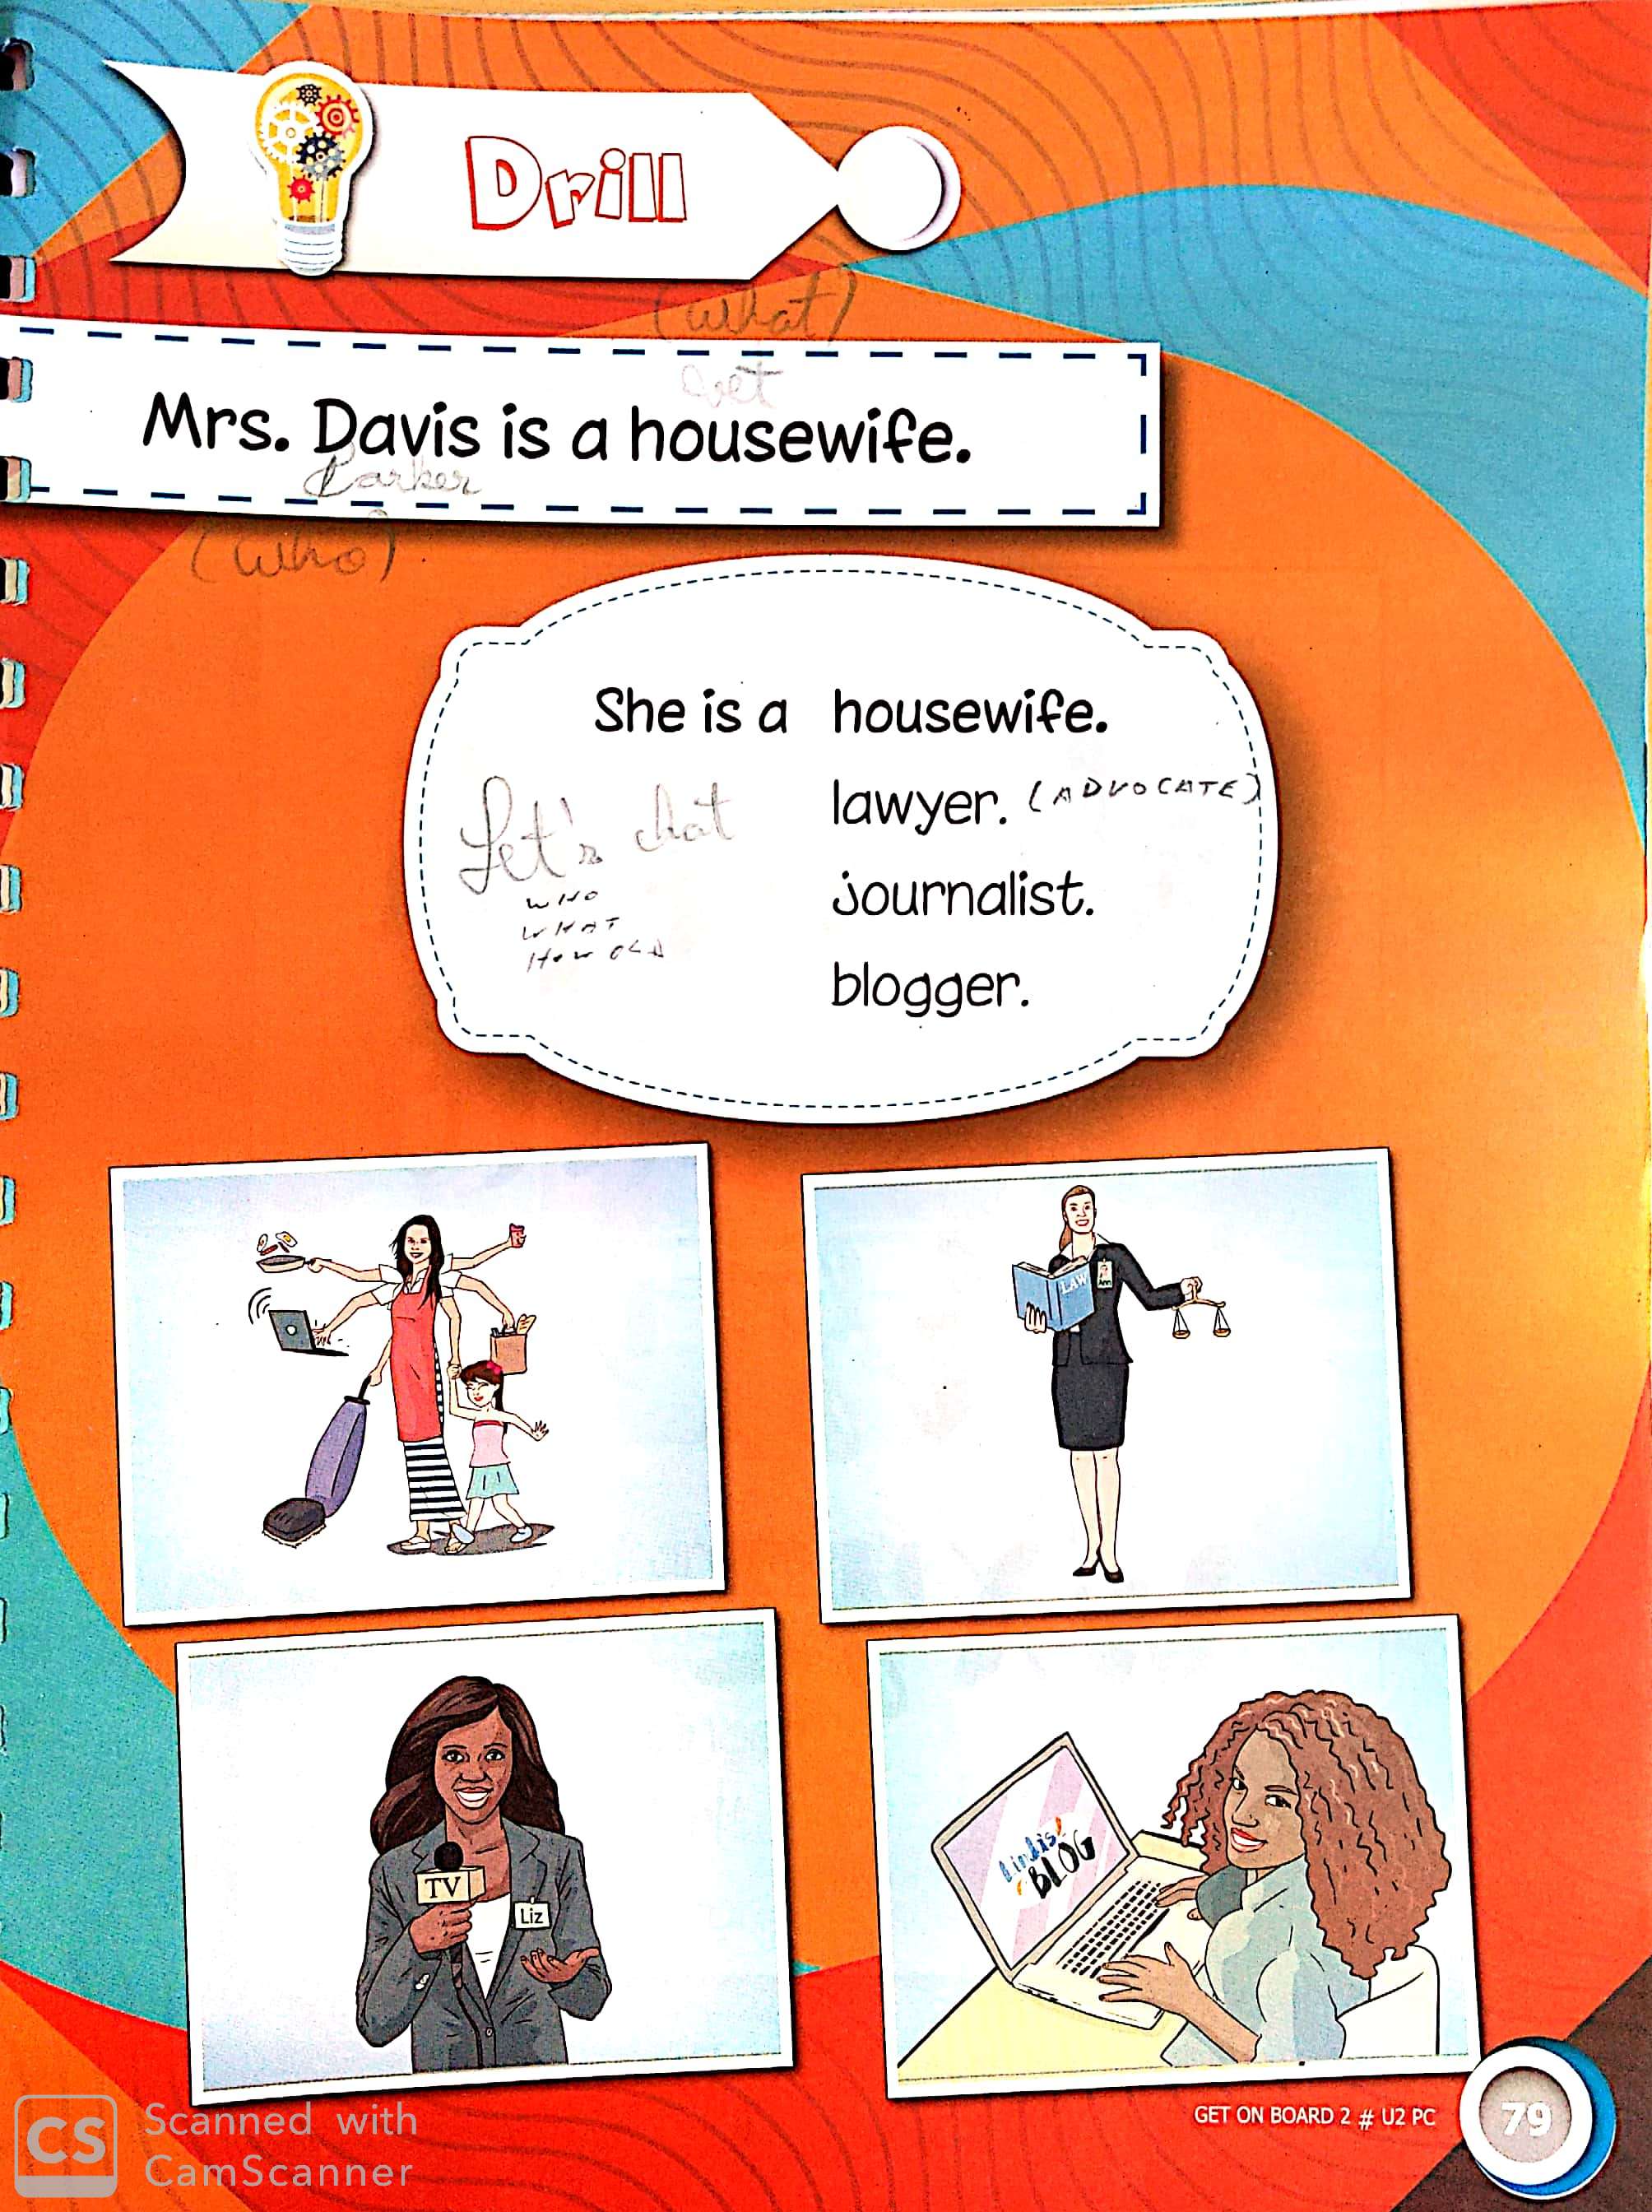 Drill
(What)
vet
Mrs. Davis is a housewife.
Parker
(Who)
She is a housewife.
lawyer. (ADVOCATE)
Let's chat
journalist.
WHO
WHAT
HOW OLD
blogger.
LAW
Ann
TV
Liz
Linda's
BLOG
GET ON BOARD 2 # U2 PC
79
CS
Scanned with
CamScanner